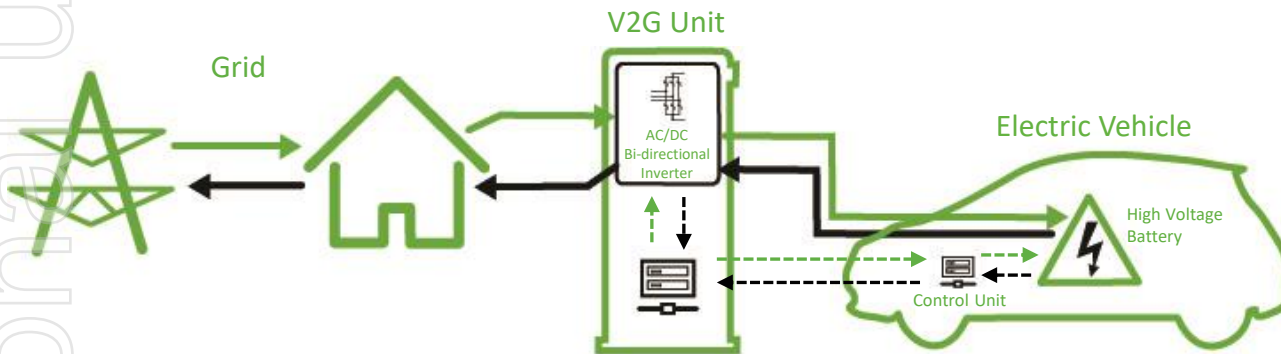 V2G Unit
Grid
AC/DC
Bi-directional
Inverter
Electric Vehicle
High Voltage
Battery
Control Unit